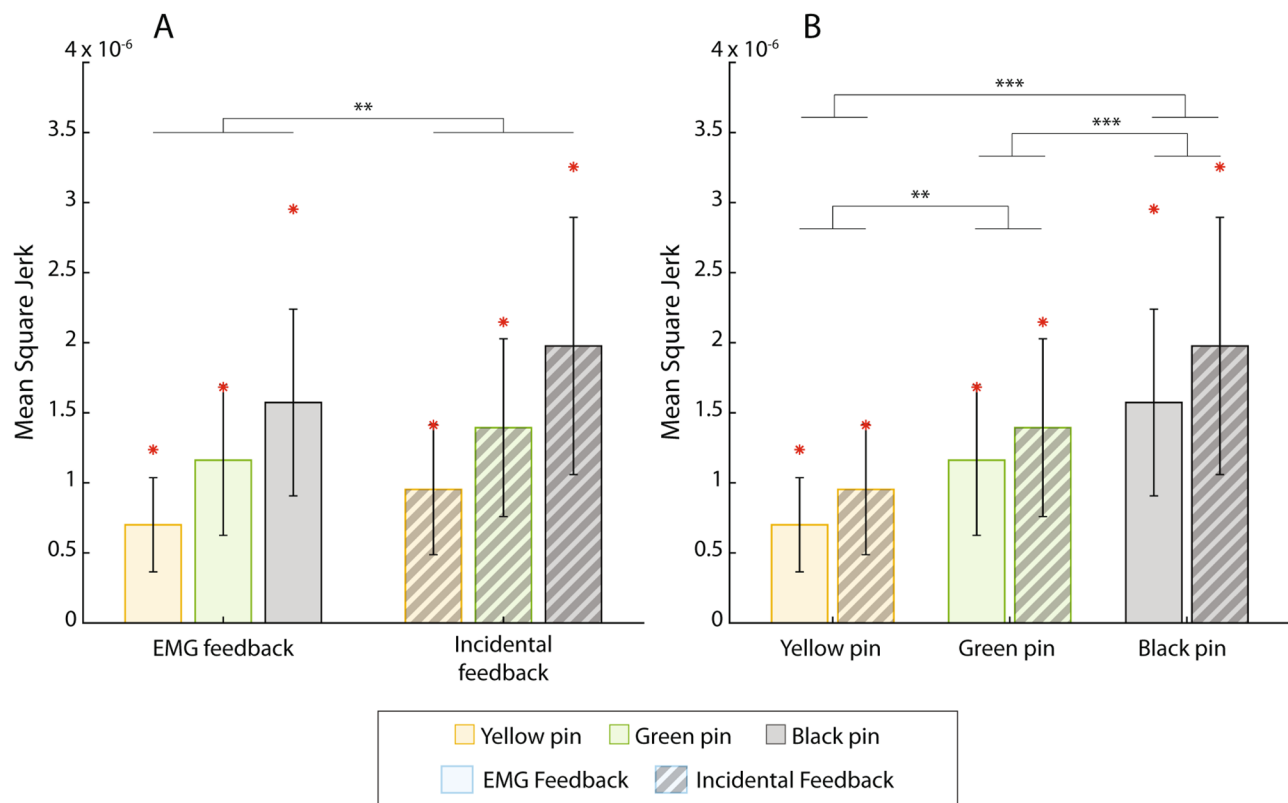 A
4 x 10-6
3.5
3
2.5
2
1.5
1
0.5
0
Mean Square Jerk
**
EMG feedback
Incidental
feedback
B
4 x 10-6
3.5
3
2.5
2
1.5
1
0.5
0
Mean Square Jerk
***
***
**
Yellow pin
Green pin
Black pin
Yellow pin Green pin Black pin
EMG Feedback Incidental Feedback